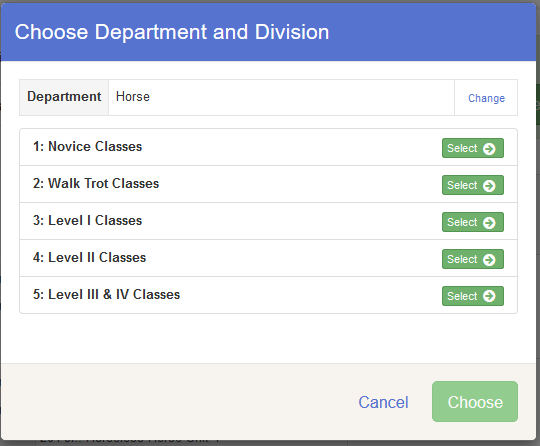 Choose Department and Division
Department Horse Change
1: Novice Classes Select
2: Walk Trot Classes Select
3: Level I Classes Select
4: Level II Classes Select
5: Level III & IV Classes Select
Cancel Choose